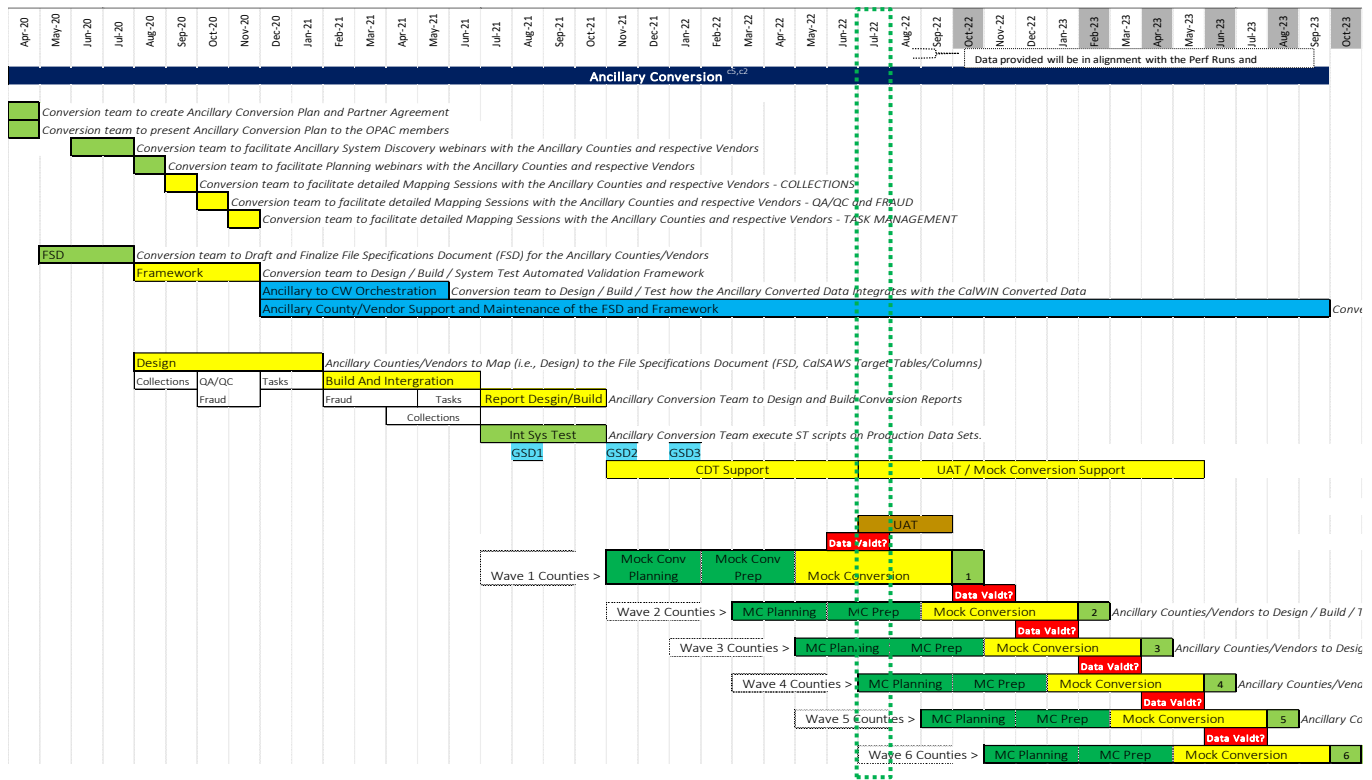 Apr-20 May-20 Jun-20 Jul-20 Aug-20 Sep-20 Oct-20 Nov-20 Dec-20 Jan-21 Feb-21 Mar-21 Apr-21 May-21 Jun-21 Jul-21 Aug-21 Sep-21 Oct-21 Nov-21 Dec-21 Jan-22 Feb-22 Mar-22 Apr-22 May-22 Jun-22 Jul-22 Aug-22 Sep-22 Oct-22 Nov-22 Dec-22 Jan-23 Feb-23 Mar-23 Apr-23 May-23 Jun-23 Jul-23 Aug-23 Sep-23 Oct-23
Data provided will be in alignment with the Perf Runs and
Ancillary Conversion c5,c2
Conversion team to create Ancillary Conversion Plan and Partner Agreement
Conversion team to present Ancillary Conversion Plan to the OPAC members
Conversion team to facilitate Ancillary System Discovery webinars with the Ancillary Counties and respective Vendors
Conversion team to facilitate Planning webinars with the Ancillary Counties and respective Vendors
Conversion team to facilitate detailed Mapping Sessions with the Ancillary Counties and respective Vendors - COLLECTIONS
Conversion team to facilitate detailed Mapping Sessions with the Ancillary Counties and respective Vendors - QA/QC and FRAUD
Conversion team to facilitate detailed Mapping Sessions with the Ancillary Counties and respective Vendors - TASK MANAGEMENT
FSD Conversion team to Draft and Finalize File Specifications Document (FSD) for the Ancillary Counties/Vendors
Framework Conversion team to Design / Build / System Test Automated Validation Framework
Ancillary to CW Orchestration Conversion team to Design / Build / Test how the Ancillary Converted Data Integrates with the CalWIN Converted Data
Ancillary County/Vendor Support and Maintenance of the FSD and Framework Conve
Design Ancillary Counties/Vendors to Map (i.e., Design) to the File Specifications Document (FSD, CalSAWS Target Tables/Columns)
Collections QA/QC Tasks Build And Intergration
Fraud Fraud Tasks Report Desgin/Build Ancillary Conversion Team to Design and Build Conversion Reports
Collections
Int Sys Test Ancillary Conversion Team execute ST scripts on Production Data Sets.
GSD1 GSD2 GSD3
CDT Support UAT / Mock Conversion Support
UAT
Data Valdt?
Wave 1 Counties > Mock Conv Planning Mock Conv Prep Mock Conversion 1
Data Valdt?
Wave 2 Counties > MC Planning MC Prep Mock Conversion 2 Ancillary Counties/Vendors to Design / Build / T
Data Valdt?
Wave 3 Counties > MC Planning MC Prep Mock Conversion 3 Ancillary Counties/Vendors to Desig
Data Valdt?
Wave 4 Counties > MC Planning MC Prep Mock Conversion 4 Ancillary Counties/Vend
Data Valdt?
Wave 5 Counties > MC Planning MC Prep Mock Conversion 5 Ancillary Co
Data Valdt?
Wave 6 Counties > MC Planning MC Prep Mock Conversion 6